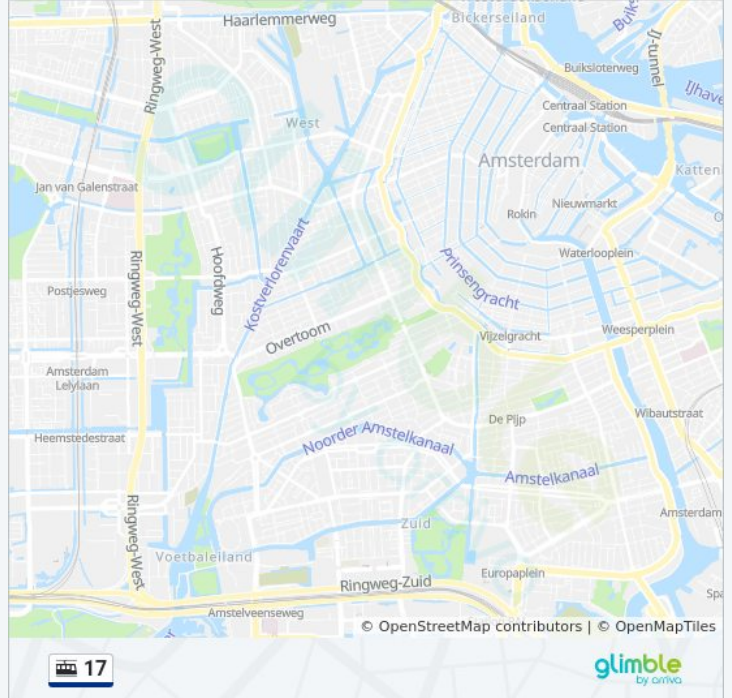 Haarlemmerweg
Bickerseiland
Buiks
IJ-tunnel
Ringweg-West
Buiksloterweg
IJhave
Centraal Station
West
Centraal Station
Amsterdam
Katten
Jan van Galenstraat
Nieuwmarkt
Rokin
Waterlooplein
Hoofdweg
Kostverlorenvaart
Prinsengracht
Postjesweg
Ringweg-West
Overtoom
Vijzelgracht
Weesperplein
Amsterdam
Lelylaan
Wibautstraat
De Pijp
Heemstedestraat
Noorder Amstelkanaal
Amstelkanaal
Ringweg-West
Amsterdam
Zuid
Voetbaleiland
Europaplein
Ringweg-Zuid
Spa
Amstelveenseweg
© OpenStreetMap contributors | © OpenMapTiles
17
glimble
by arriva